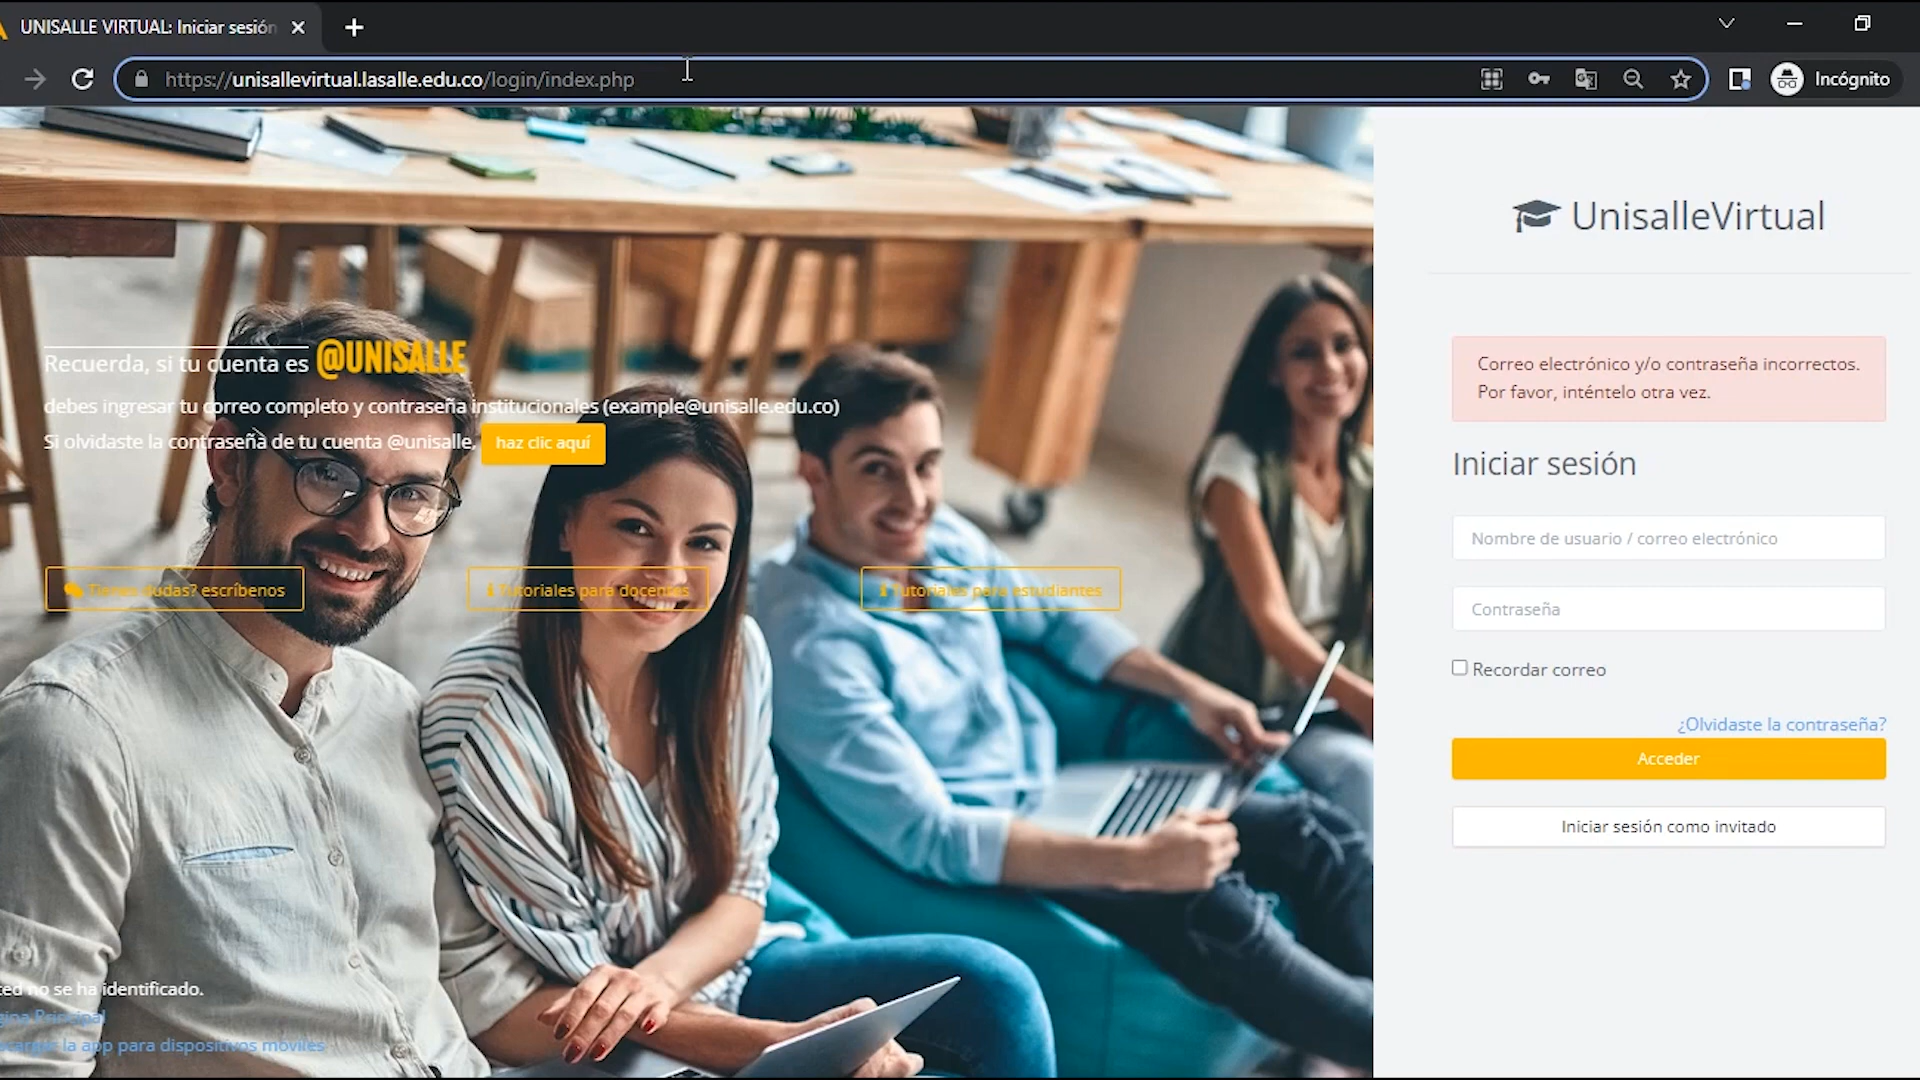 UNISALLE VIRTUAL: Iniciar sesión
https://unisallevirtual.lasalle.edu.co/login/index.php
Incógnito
UnisalleVirtual
Recuerda, si tu cuenta es @UNISALLE
debes ingresar tu correo completo y contraseña institucionales (example@unisalle.edu.co)
Si olvidaste la contraseña de tu cuenta @unisalle, haz clic aquí
Tienes dudas? escríbenos
Tutoriales para docentes
Tutoriales para estudiantes
Correo electrónico y/o contraseña incorrectos.
Por favor, inténtelo otra vez.
Iniciar sesión
Nombre de usuario / correo electrónico
Contraseña
Recordar correo
¿Olvidaste la contraseña?
Acceder
Iniciar sesión como invitado
ted no se ha identificado.
gina Principal
scargar la app para dispositivos móviles